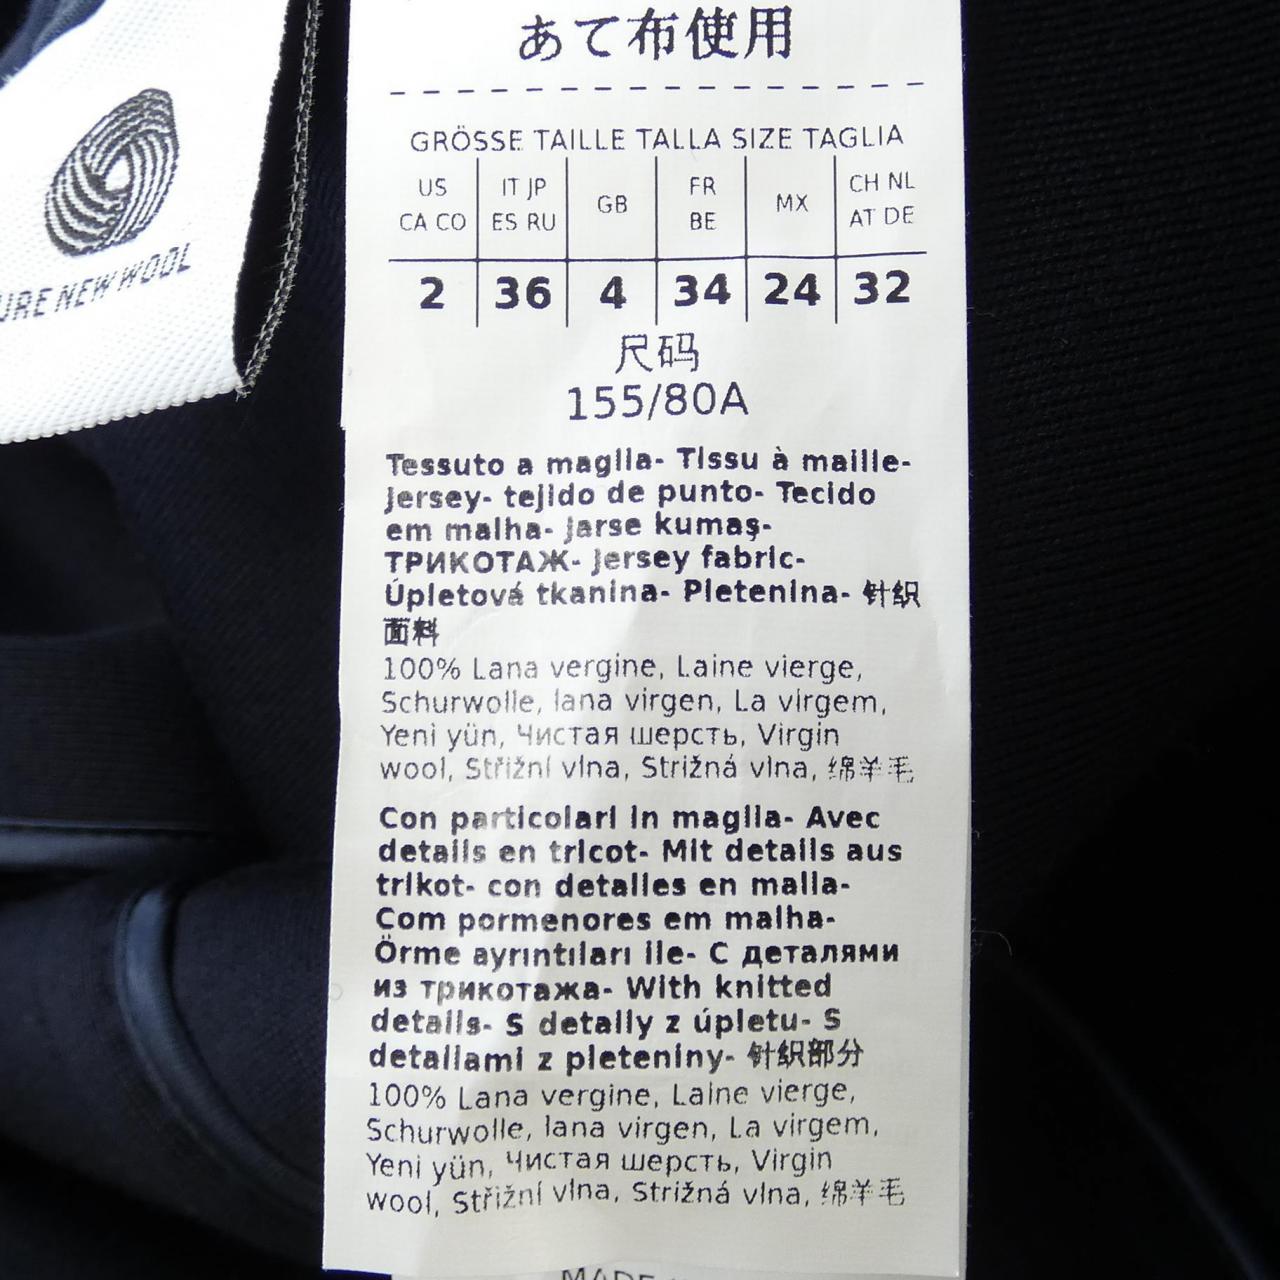 あて布使用
GRÖSSE TAILLE TALLA SIZE TAGLIA
US CA CO | IT JP ES RU | GB | FR BE | MX | CH NL AT DE
2 | 36 | 4 | 34 | 24 | 32
尺码
155/80A
Tessuto a maglia- Tissu à maille-
Jersey- tejido de punto- Tecido
em malha- Jarse kumaş-
ТРИКОТАЖ- Jersey fabric-
Úpletová tkanina- Pletenina- 针织
面料
100% Lana vergine, Laine vierge,
Schurwolle, lana virgen, La virgem,
Yeni yün, Чистая шерсть, Virgin
wool, Střižní vlna, Strižná vlna, 绵羊毛
Con particolari in maglia- Avec
details en tricot- Mit details aus
trikot- con detalles en malla-
Com pormenores em malha-
Örme ayrıntıları ile- С деталями
из трикотажа- With knitted
details- S detaily z úpletu- S
detailami z pleteniny- 针织部分
100% Lana vergine, Laine vierge,
Schurwolle, lana virgen, La virgem,
Yeni yün, Чистая шерсть, Virgin
wool, Střižní vlna, Strižná vlna, 绵羊毛
MADE
URE NEW WOOL